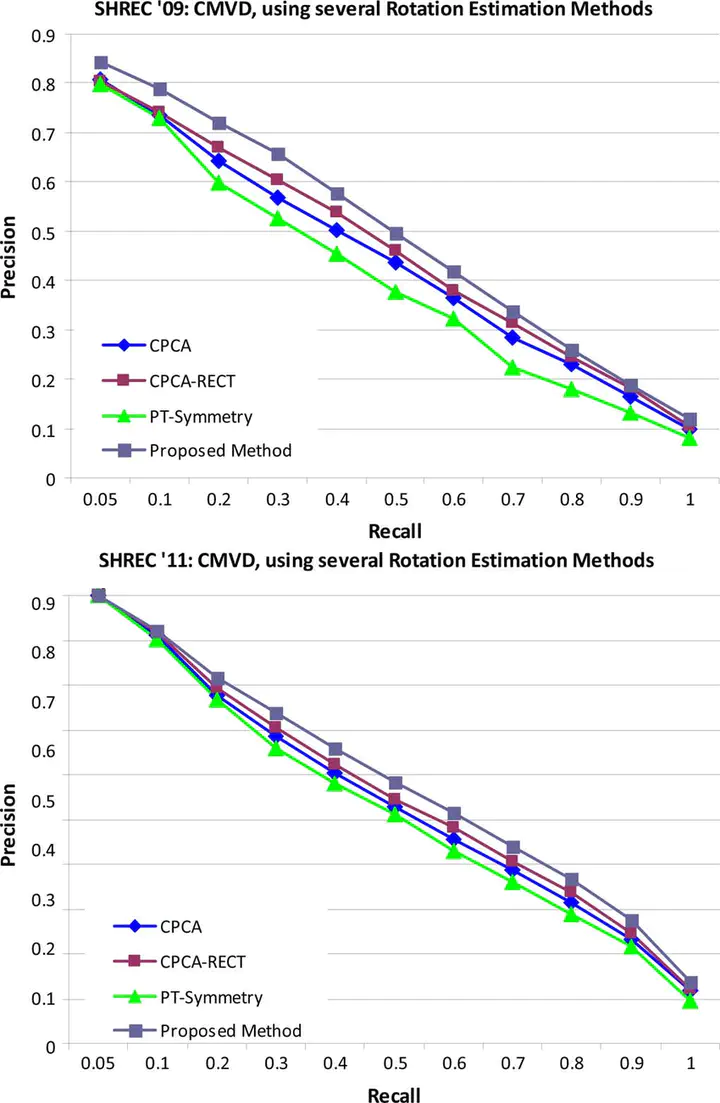 SHREC '09: CMVD, using several Rotation Estimation Methods
0.9
0.8
0.7
0.6
0.5
0.4
0.3
0.2
0.1
0
Precision
CPCA
CPCA-RECT
PT-Symmetry
Proposed Method
0.05 0.1 0.2 0.3 0.4 0.5 0.6 0.7 0.8 0.9 1
Recall
SHREC '11: CMVD, using several Rotation Estimation Methods
0.9
0.8
0.7
0.6
0.5
0.4
0.3
0.2
0.1
0
Precision
CPCA
CPCA-RECT
PT-Symmetry
Proposed Method
0.05 0.1 0.2 0.3 0.4 0.5 0.6 0.7 0.8 0.9 1
Recall